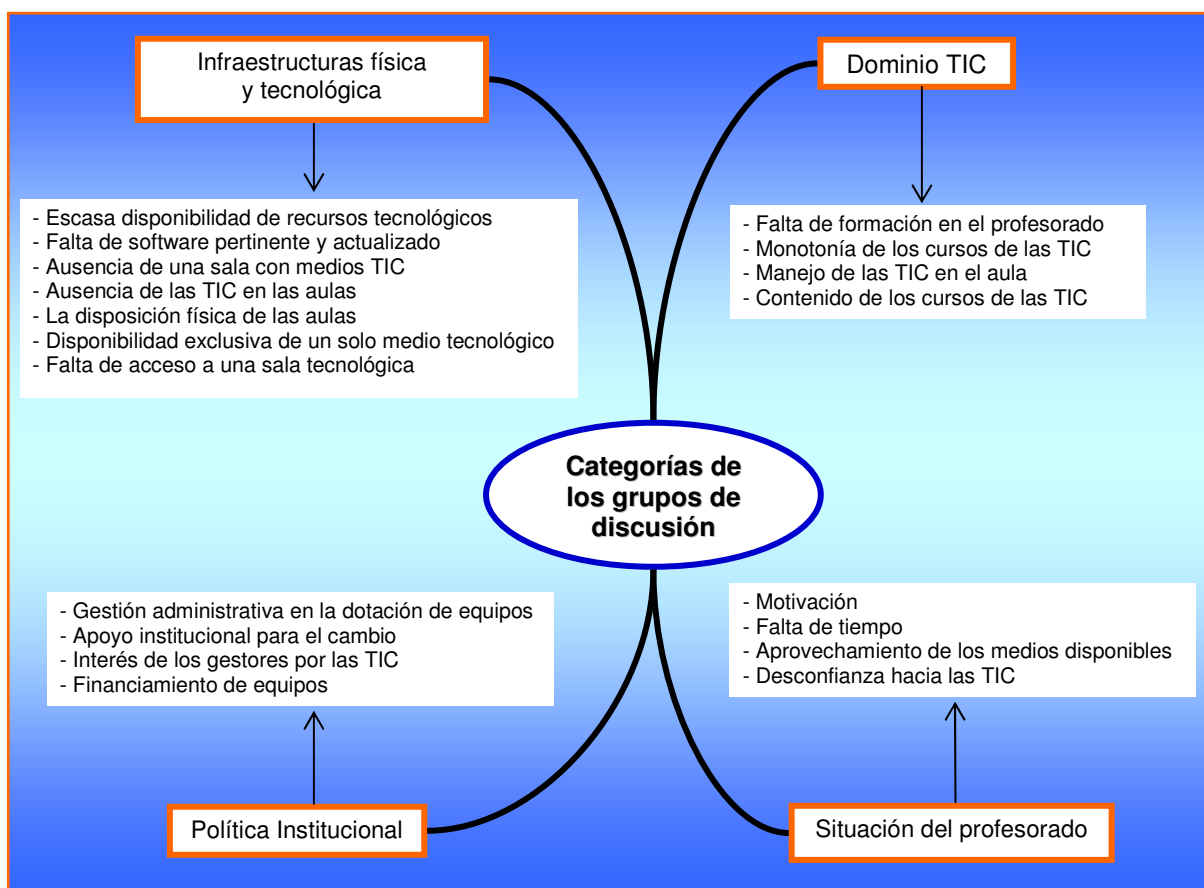 Infraestructuras física
y tecnológica
- Escasa disponibilidad de recursos tecnológicos
- Falta de software pertinente y actualizado
- Ausencia de una sala con medios TIC
- Ausencia de las TIC en las aulas
- La disposición física de las aulas
- Disponibilidad exclusiva de un solo medio tecnológico
- Falta de acceso a una sala tecnológica
Dominio TIC
- Falta de formación en el profesorado
- Monotonía de los cursos de las TIC
- Manejo de las TIC en el aula
- Contenido de los cursos de las TIC
Categorías de
los grupos de
discusión
- Gestión administrativa en la dotación de equipos
- Apoyo institucional para el cambio
- Interés de los gestores por las TIC
- Financiamiento de equipos
Política Institucional
- Motivación
- Falta de tiempo
- Aprovechamiento de los medios disponibles
- Desconfianza hacia las TIC
Situación del profesorado